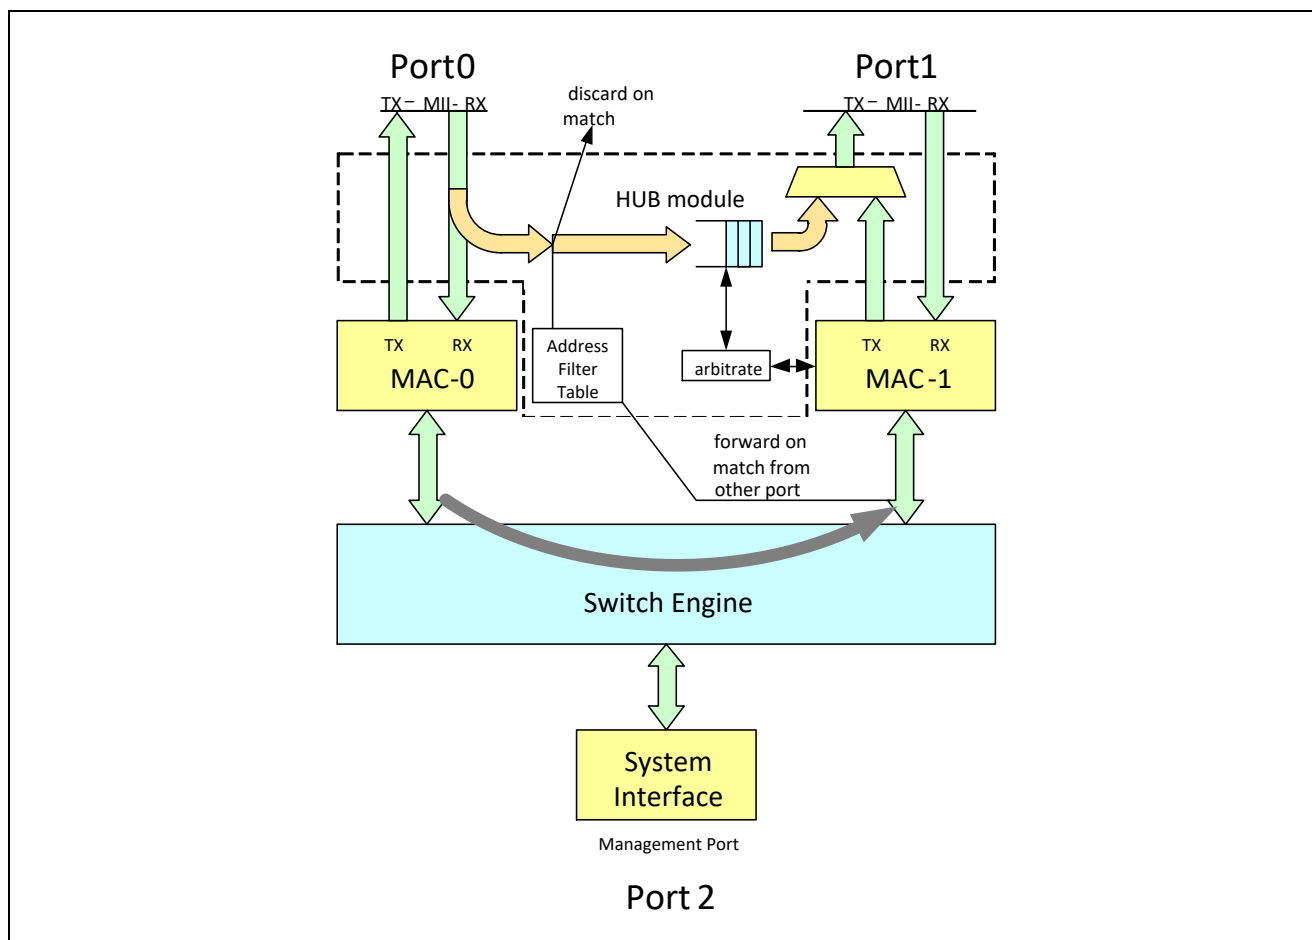 Port0
Port1
TX – MII - RX
TX – MII - RX
discard on
match
HUB module
TX
RX
MAC-0
Address
Filter
Table
arbitrate
TX
RX
MAC -1
forward on
match from
other port
Switch Engine
System
Interface
Management Port
Port 2